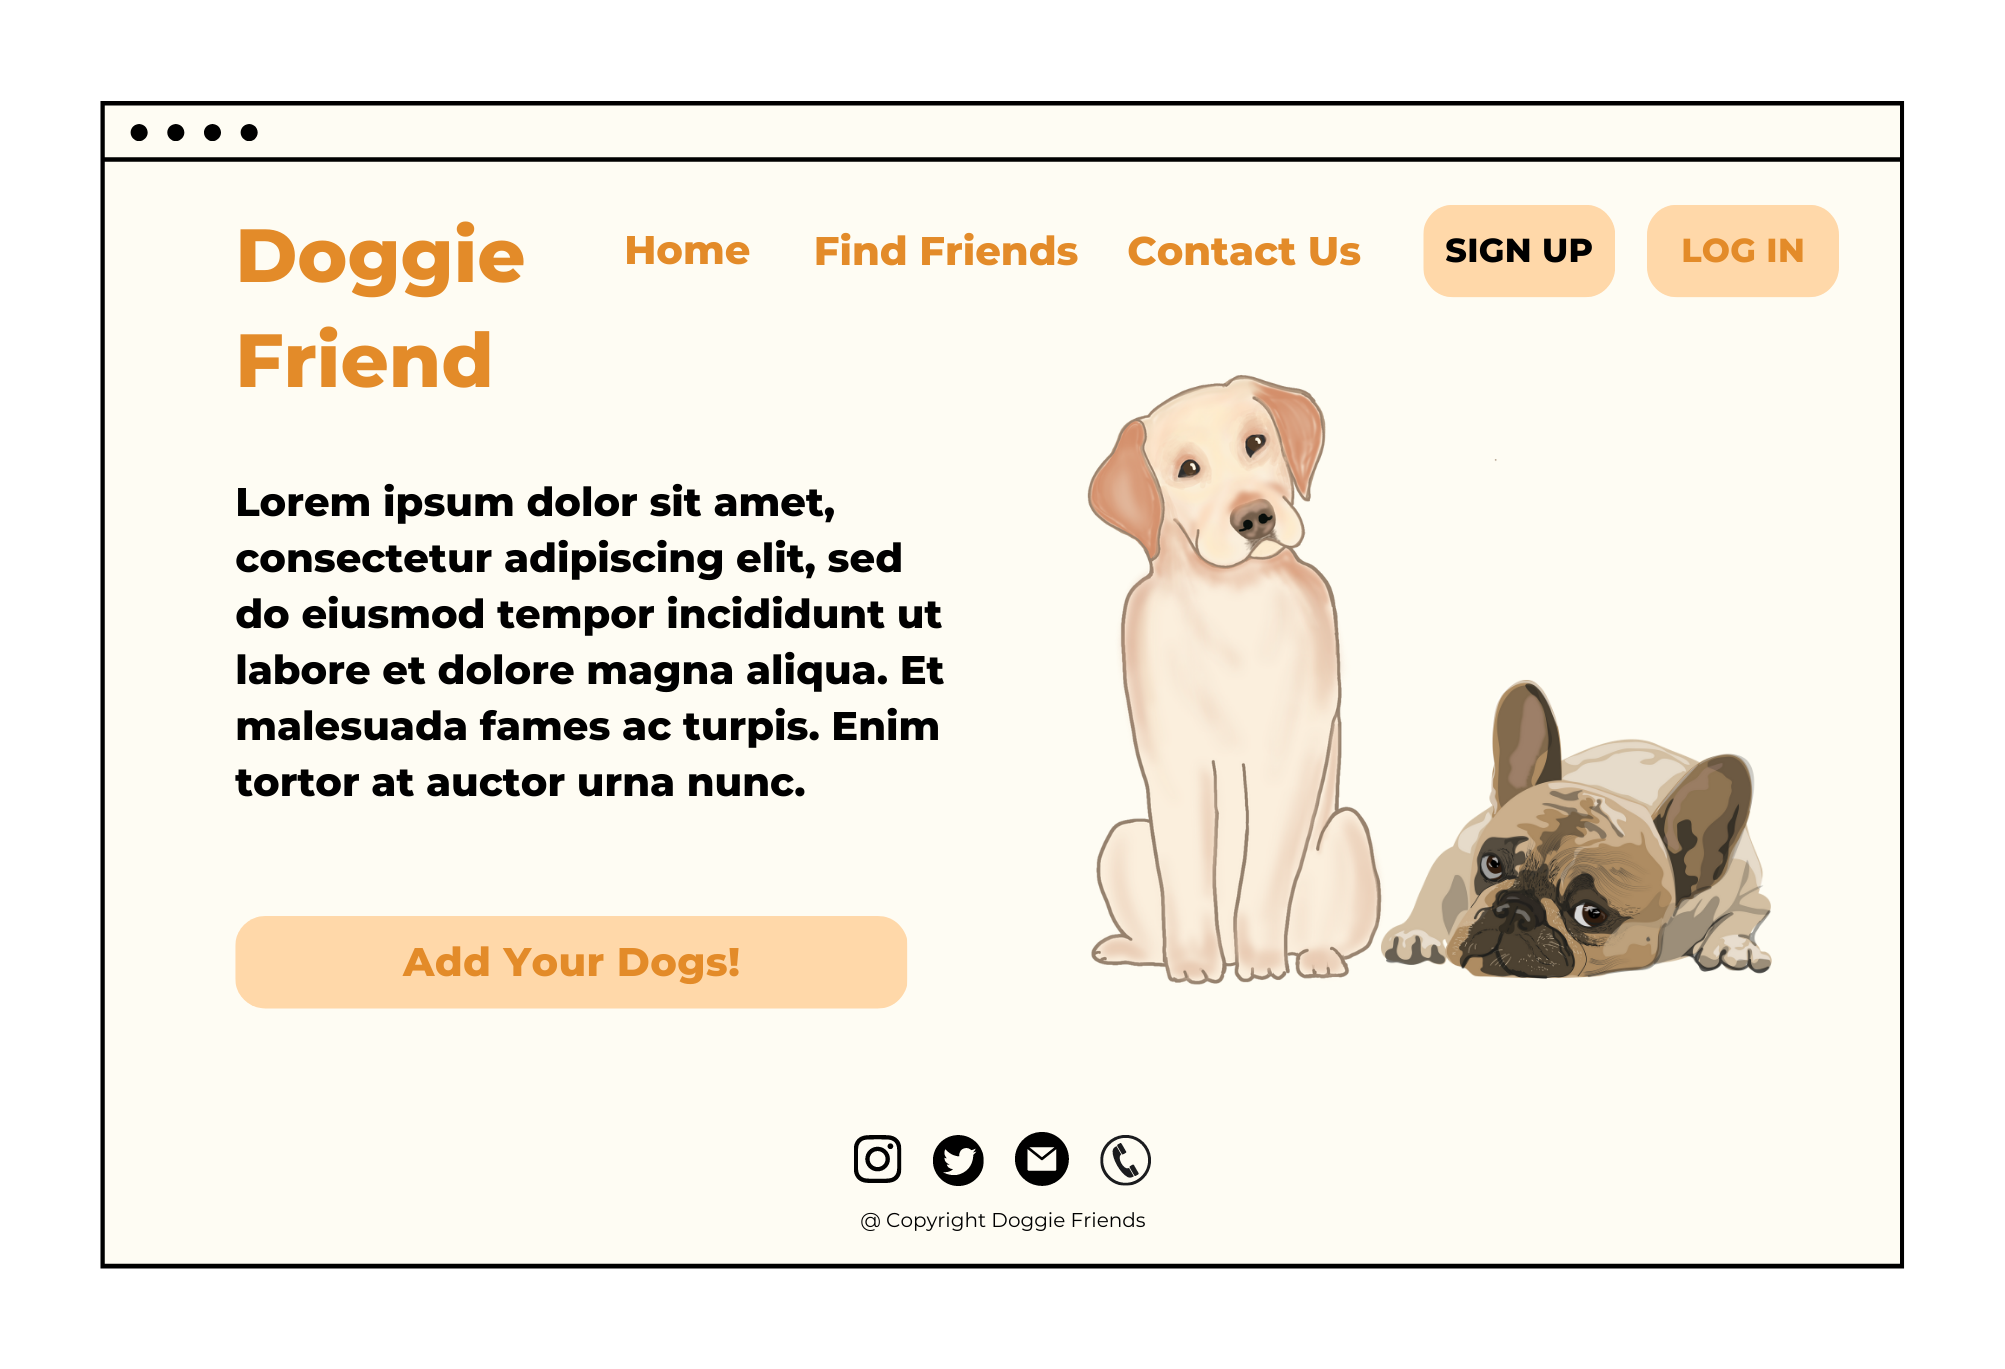 Doggie
Friend
Home
Find Friends
Contact Us
SIGN UP
LOG IN
Lorem ipsum dolor sit amet,
consectetur adipiscing elit, sed
do eiusmod tempor incididunt ut
labore et dolore magna aliqua. Et
malesuada fames ac turpis. Enim
tortor at auctor urna nunc.
Add Your Dogs!
@ Copyright Doggie Friends